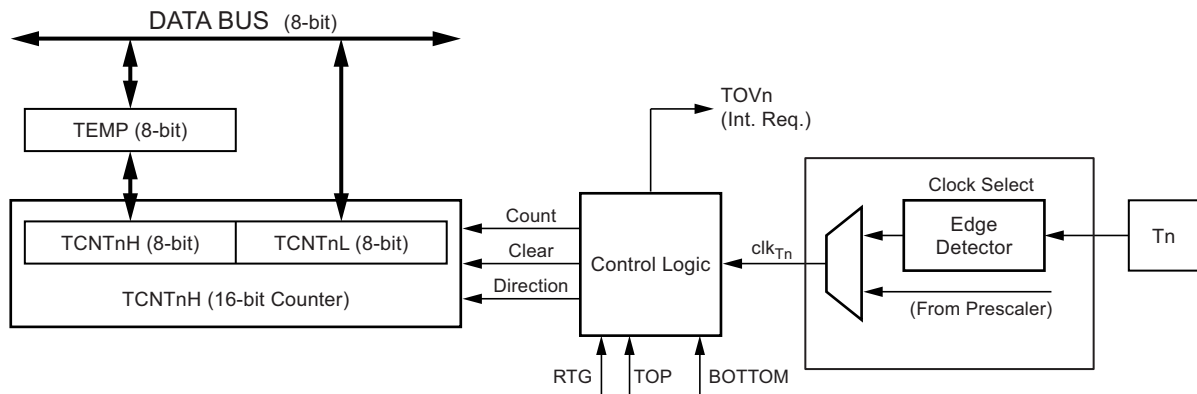 DATA BUS (8-bit)
TEMP (8-bit)
TCNTnH (8-bit)
TCNTnL (8-bit)
TCNTnH (16-bit Counter)
Count
Clear
Direction
Control Logic
TOVn
(Int. Req.)
RTG
TOP
BOTTOM
clkTn
Clock Select
Edge
Detector
(From Prescaler)
Tn